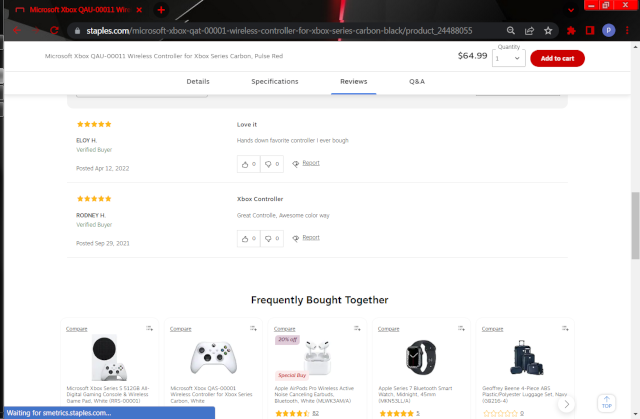 Microsoft Xbox QAU-00011 Wire
staples.com/microsoft-xbox-qat-00001-wireless-controller-for-xbox-series-carbon-black/product_24488055
P
Microsoft Xbox QAU-00011 Wireless Controller for Xbox Series Carbon, Pulse Red
$64.99
Quantity
1
Add to cart
Details
Specifications
Reviews
Q&A
Love it
ELOY H.
Hands down favorite controller I ever bough
Verified Buyer
Posted Apr 12, 2022
0
0
Report
Xbox Controller
RODNEY H.
Great Controlle, Awesome color way
Verified Buyer
Posted Sep 29, 2021
0
0
Report
Frequently Bought Together
Compare
Microsoft Xbox Series S 512GB All-
Digital Gaming Console & Wireless
Game Pad, White (RRS-00001)
Compare
Microsoft Xbox QAS-00001
Wireless Controller for Xbox Series
Carbon, White
Compare
20% off
Special Buy
Apple AirPods Pro Wireless Active
Noise Canceling Earbuds,
Bluetooth, White (MLWK3AM/A)
82
Compare
Apple Series 7 Bluetooth Smart
Watch, Midnight, 45mm
(MKN53LL/A)
5
Compare
Geoffrey Beene 4-Piece ABS
Plastic/Polyester Luggage Set, Navy
0
TOP
Waiting for smetrics.staples.com...